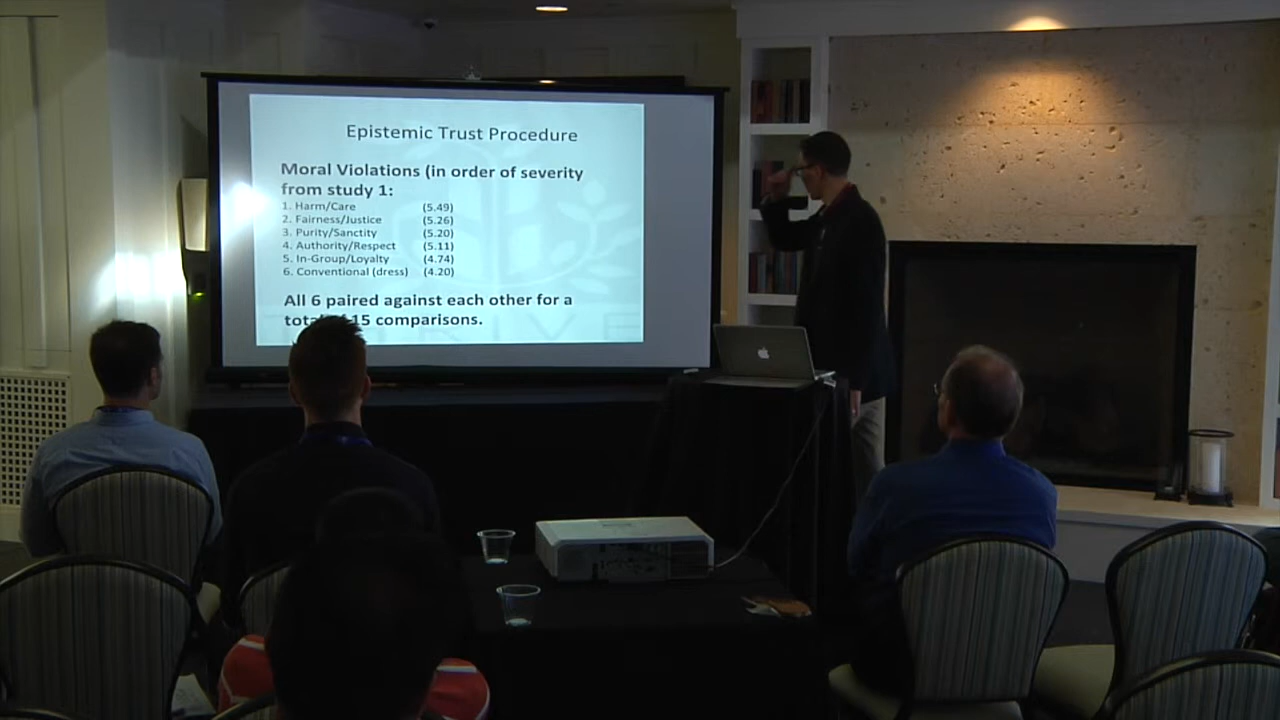 Epistemic Trust Procedure
Moral Violations (in order of severity
from study 1:
1. Harm/Care (5.49)
2. Fairness/Justice (5.26)
3. Purity/Sanctity (5.20)
4. Authority/Respect (5.11)
5. In-Group/Loyalty (4.74)
6. Conventional (dress) (4.20)
All 6 paired against each other for a
15 comparisons.